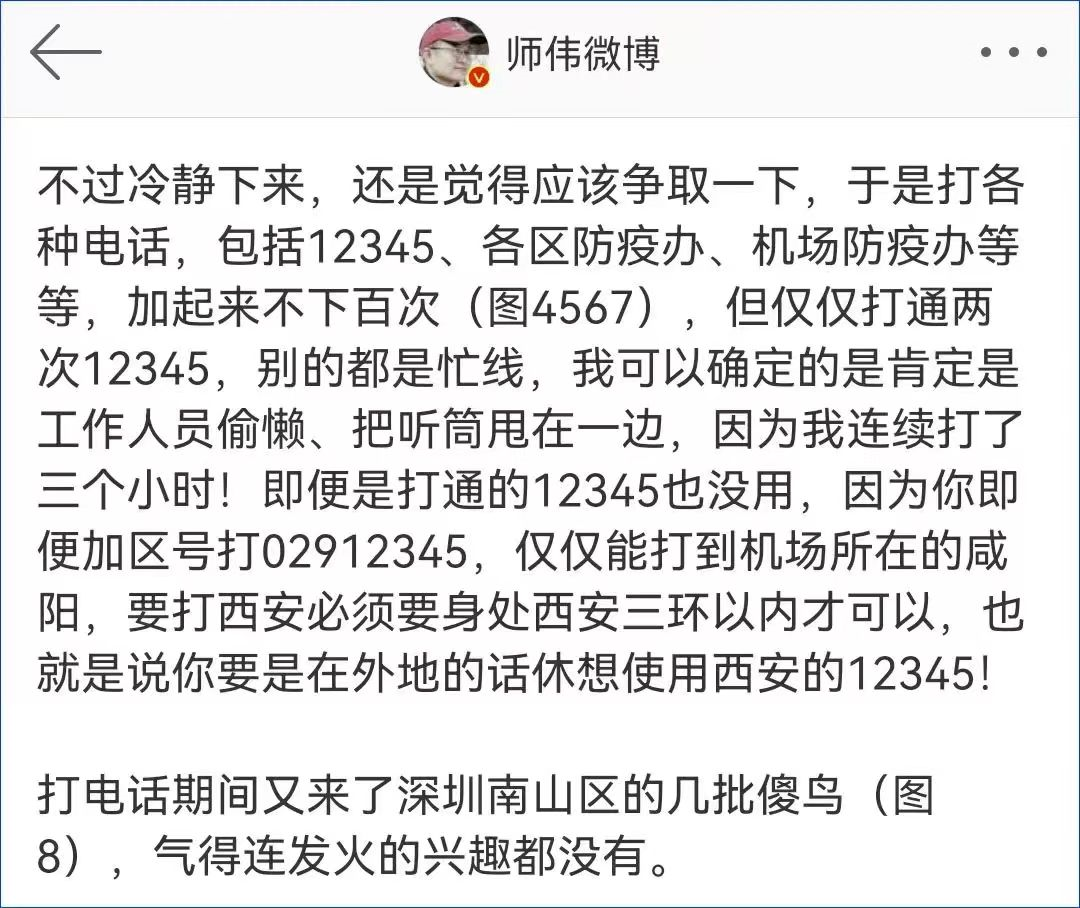 师伟微博
不过冷静下来，还是觉得应该争取一下，于是打各
种电话，包括12345、各区防疫办、机场防疫办等
等，加起来不下百次（图4567），但仅仅打通两
次12345，别的都是忙线，我可以确定的是肯定是
工作人员偷懒、把听筒甩在一边，因为我连续打了
三个小时！即便是打通的12345也没用，因为你即
便加区号打02912345，仅仅能打到机场所在的咸
阳，要打西安必须要身处西安三环以内才可以，也
就是说你要是在外地的话休想使用西安的12345！
打电话期间又来了深圳南山区的几批傻鸟（图
8），气得连发火的兴趣都没有。